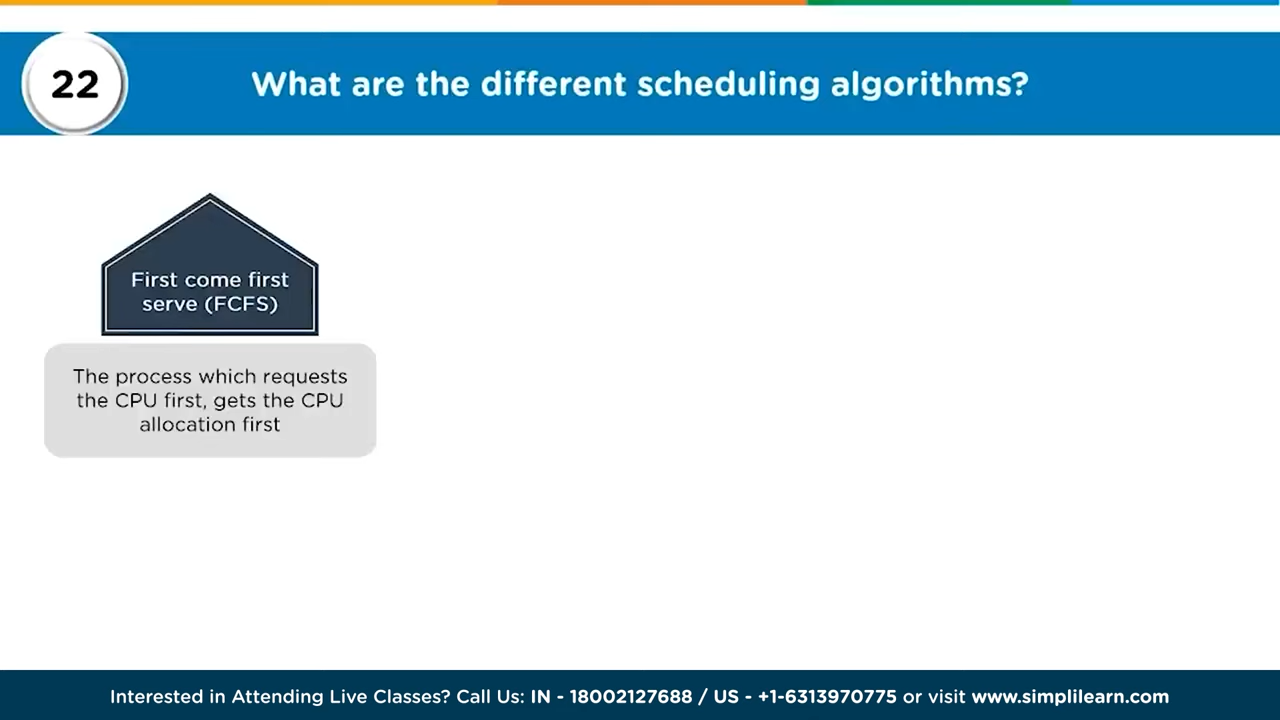 22
What are the different scheduling algorithms?
First come first
serve (FCFS)
The process which requests
the CPU first, gets the CPU
allocation first
Interested in Attending Live Classes? Call Us: IN - 18002127688 / US - +1-6313970775 or visit www.simplilearn.com